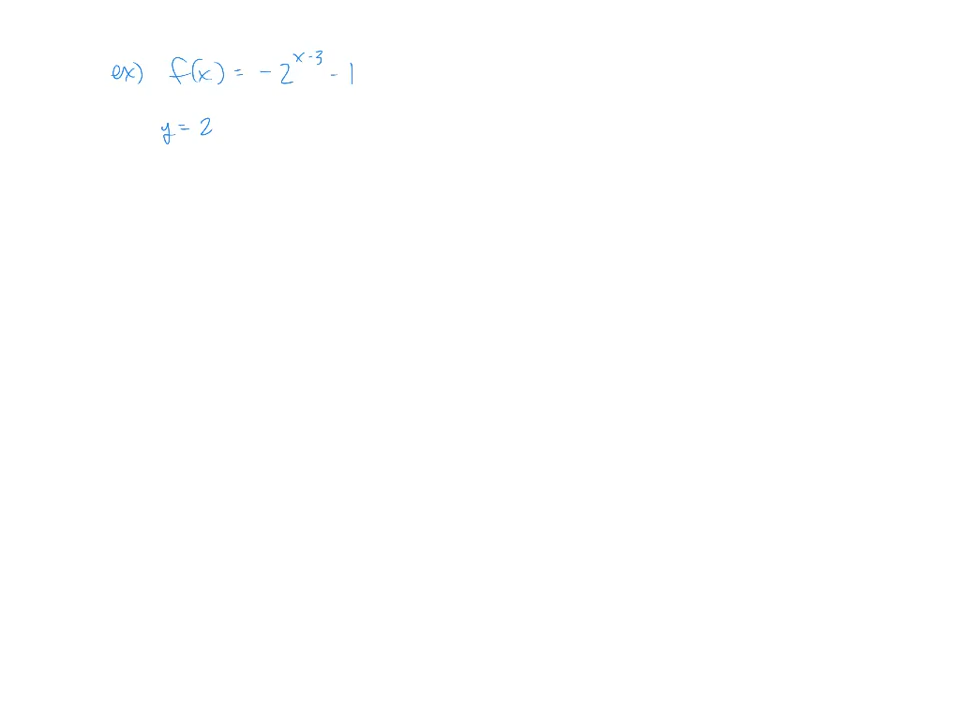 ex) f(x) = -2^{x-3} - 1
y = 2